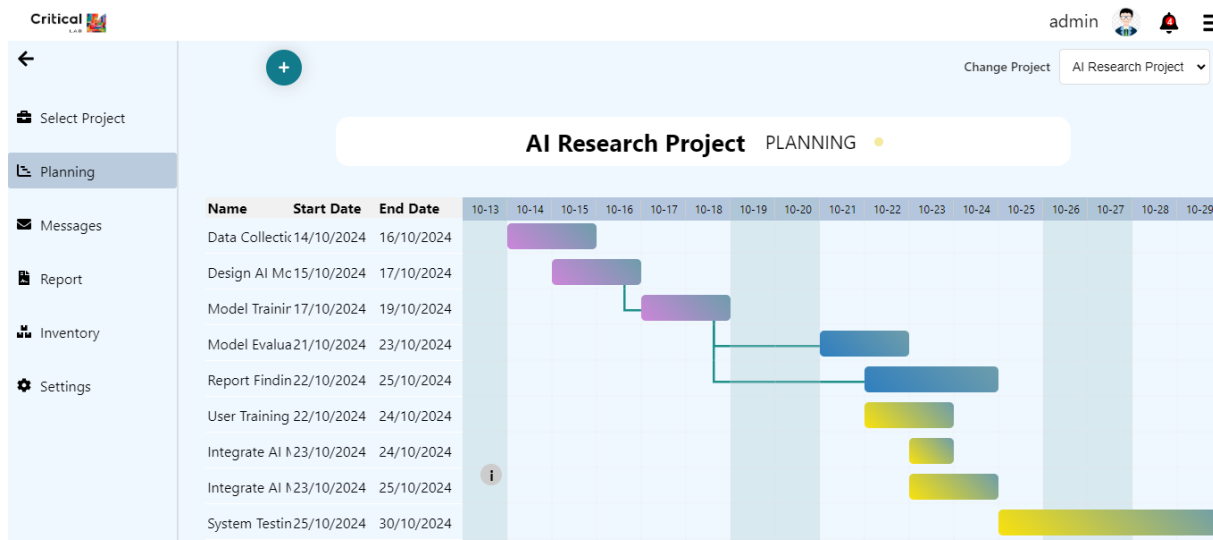 Critical
LAB
admin
4
Change Project
AI Research Project
+
Select Project
Planning
Messages
Report
Inventory
Settings
AI Research Project PLANNING
Name Start Date End Date 10-13 10-14 10-15 10-16 10-17 10-18 10-19 10-20 10-21 10-22 10-23 10-24 10-25 10-26 10-27 10-28 10-29
Data Collectic 14/10/2024 16/10/2024
Design AI Mc 15/10/2024 17/10/2024
Model Trainir 17/10/2024 19/10/2024
Model Evalua 21/10/2024 23/10/2024
Report Findin 22/10/2024 25/10/2024
User Training 22/10/2024 24/10/2024
Integrate AI M 23/10/2024 24/10/2024
Integrate AI M 23/10/2024 25/10/2024
System Testin 25/10/2024 30/10/2024
i